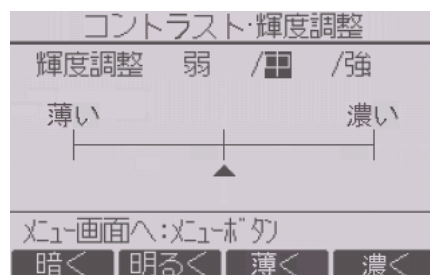 コントラスト・輝度調整
輝度調整 弱 /中 /強
薄い 濃い
メニュー画面へ:メニューボタン
暗く 明るく 薄く 濃く